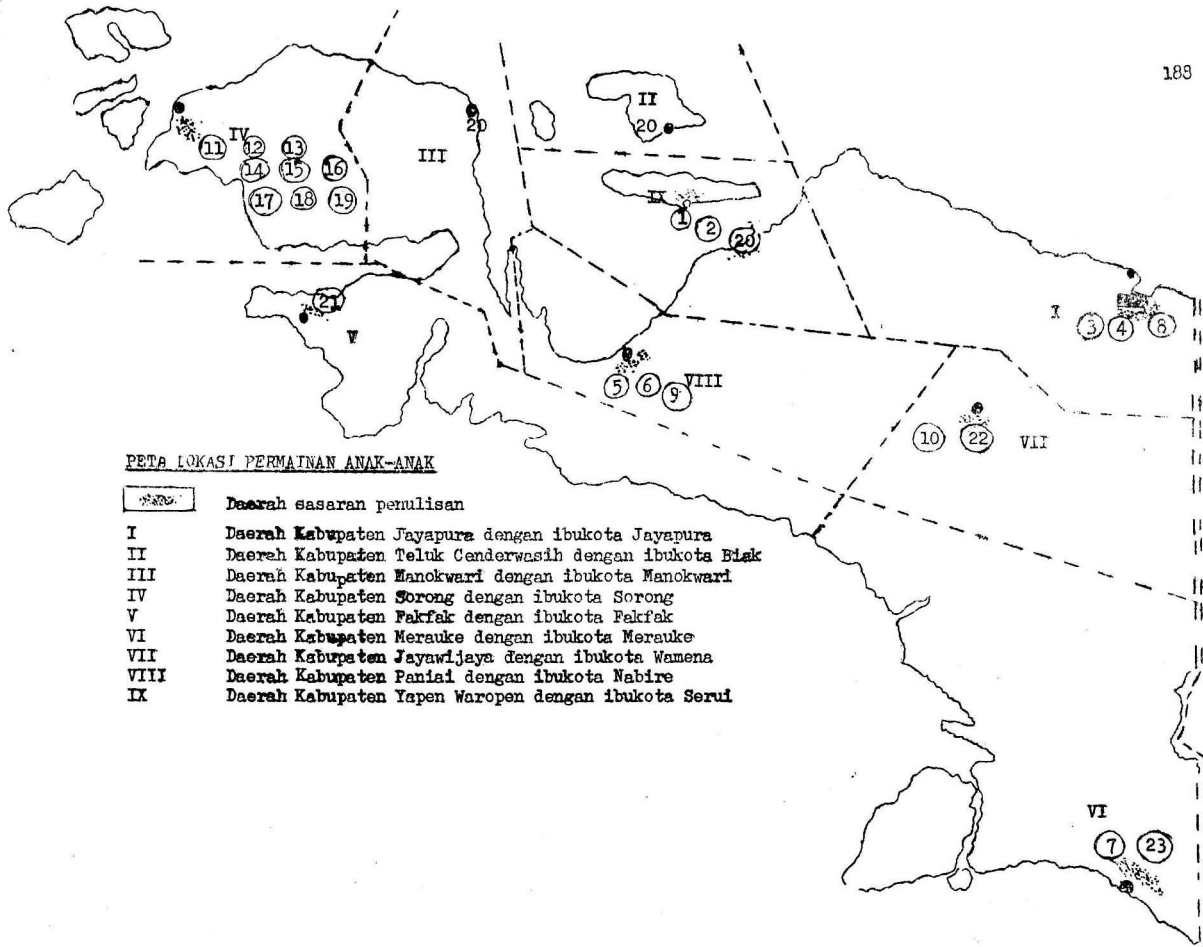 188
II
20
20
IV
11 12 13
III
14 15 16
17 18 19
IX
1 2 20
21
V
I
3 4 8
5 6 9 VIII
10 22 VII
PETA LOKASI PERMAINAN ANAK-ANAK
Daerah sasaran penulisan
I Daerah Kabupaten Jayapura dengan ibukota Jayapura
II Daerah Kabupaten Teluk Cenderwasih dengan ibukota Biak
III Daerah Kabupaten Manokwari dengan ibukota Manokwari
IV Daerah Kabupaten Sorong dengan ibukota Sorong
V Daerah Kabupaten Fakfak dengan ibukota Fakfak
VI Daerah Kabupaten Merauke dengan ibukota Merauke
VII Daerah Kabupaten Jayawijaya dengan ibukota Wamena
VIII Daerah Kabupaten Paniai dengan ibukota Nabire
IX Daerah Kabupaten Yapen Waropen dengan ibukota Serui
VI
7 23